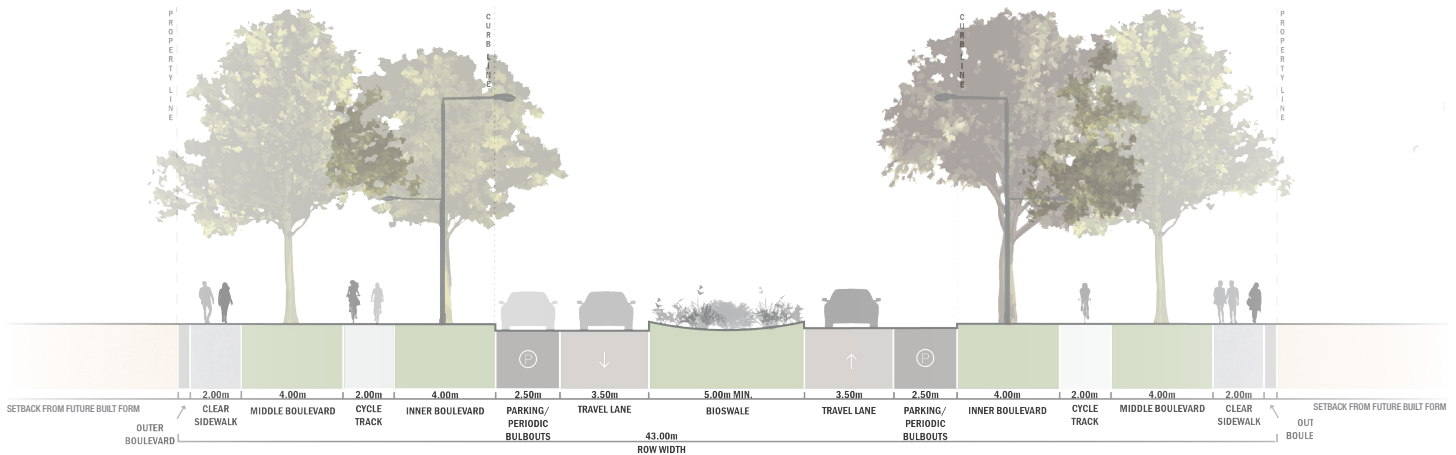 PROPERTY LINE
CURB LINE
CURB LINE
PROPERTY LINE
P
P
2.00m
4.00m
2.00m
4.00m
2.50m
3.50m
5.00m MIN.
3.50m
2.50m
4.00m
2.00m
4.00m
2.00m
SETBACK FROM FUTURE BUILT FORM
CLEAR
SIDEWALK
MIDDLE BOULEVARD
CYCLE
TRACK
INNER BOULEVARD
PARKING/
PERIODIC
BULBOUTS
TRAVEL LANE
BIOSWALE
TRAVEL LANE
PARKING/
PERIODIC
BULBOUTS
INNER BOULEVARD
CYCLE
TRACK
MIDDLE BOULEVARD
CLEAR
SIDEWALK
SETBACK FROM FUTURE BUILT FORM
OUTER
BOULEVARD
OUT
BOULE
43.00m
ROW WIDTH